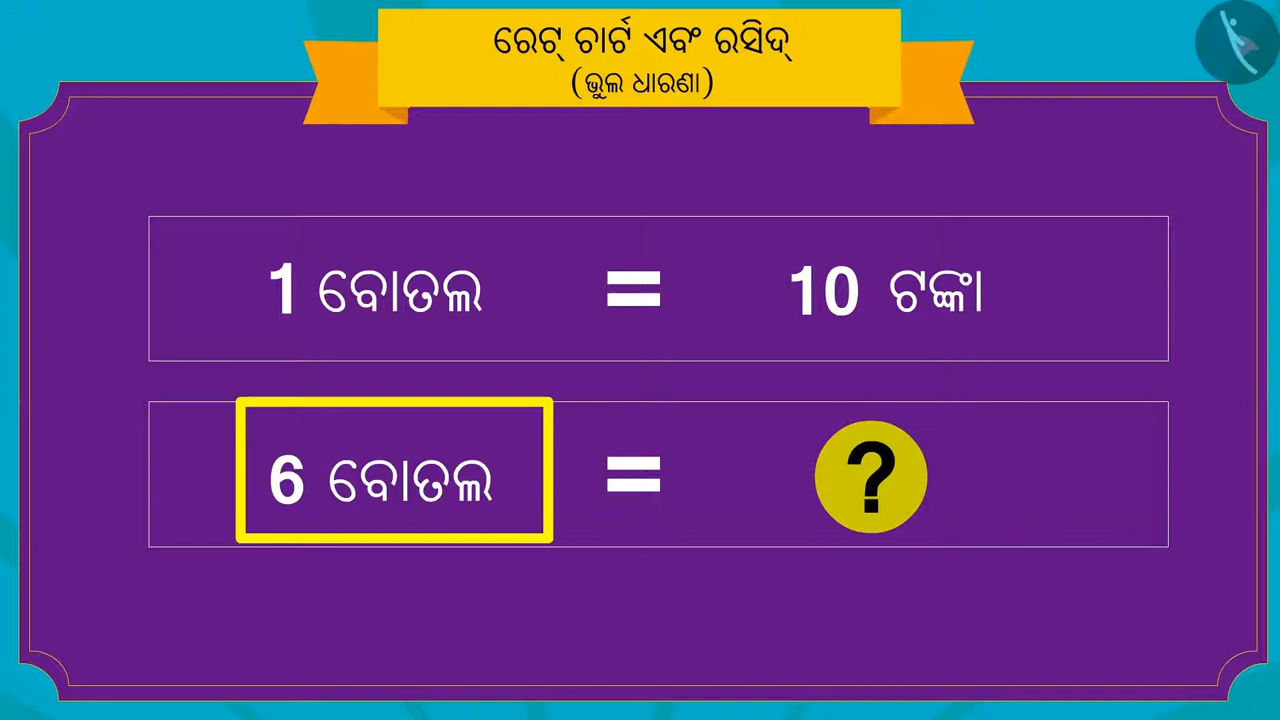 ରେଟ୍ ଚାର୍ଟ ଏବଂ ରସିଦ୍
(ଭୁଲ ଧାରଣା)
1 ବୋତଲ = 10 ଟଙ୍କା
6 ବୋତଲ = ?